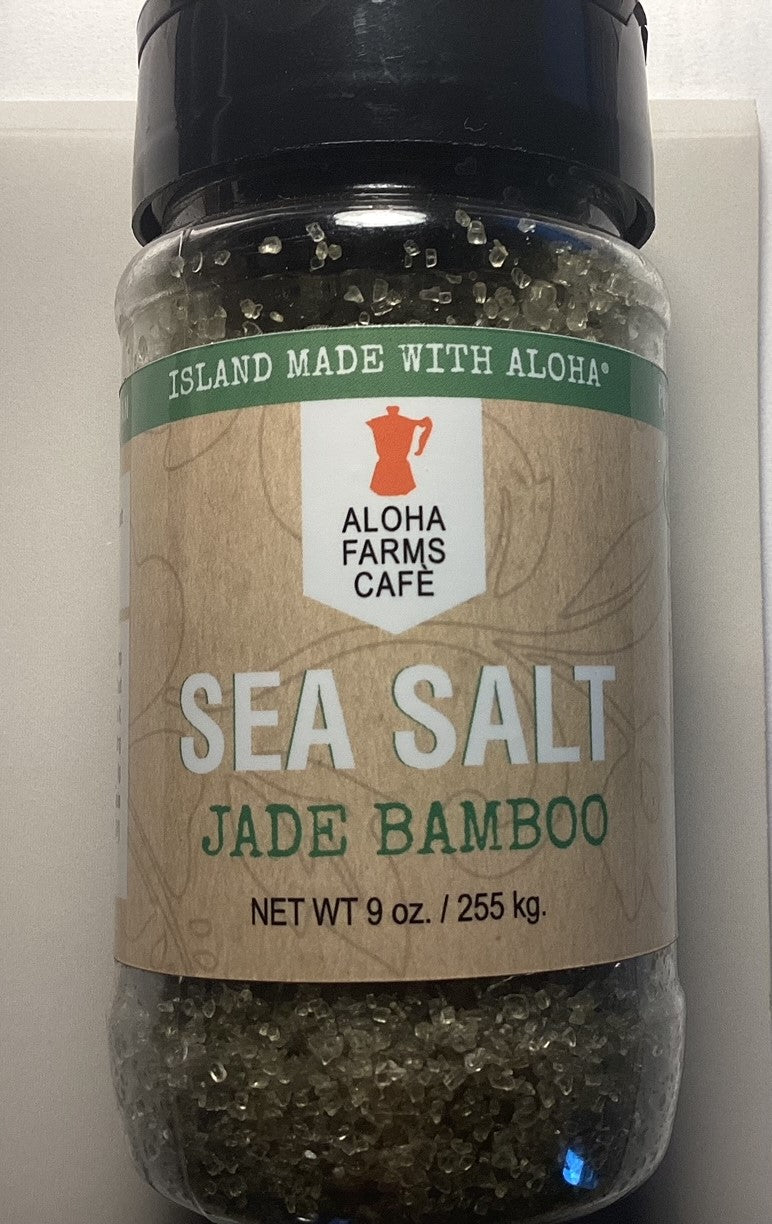 ISLAND MADE WITH ALOHA®
ALOHA
FARMS
CAFÈ
SEA SALT
JADE BAMBOO
NET WT 9 oz. / 255 kg.